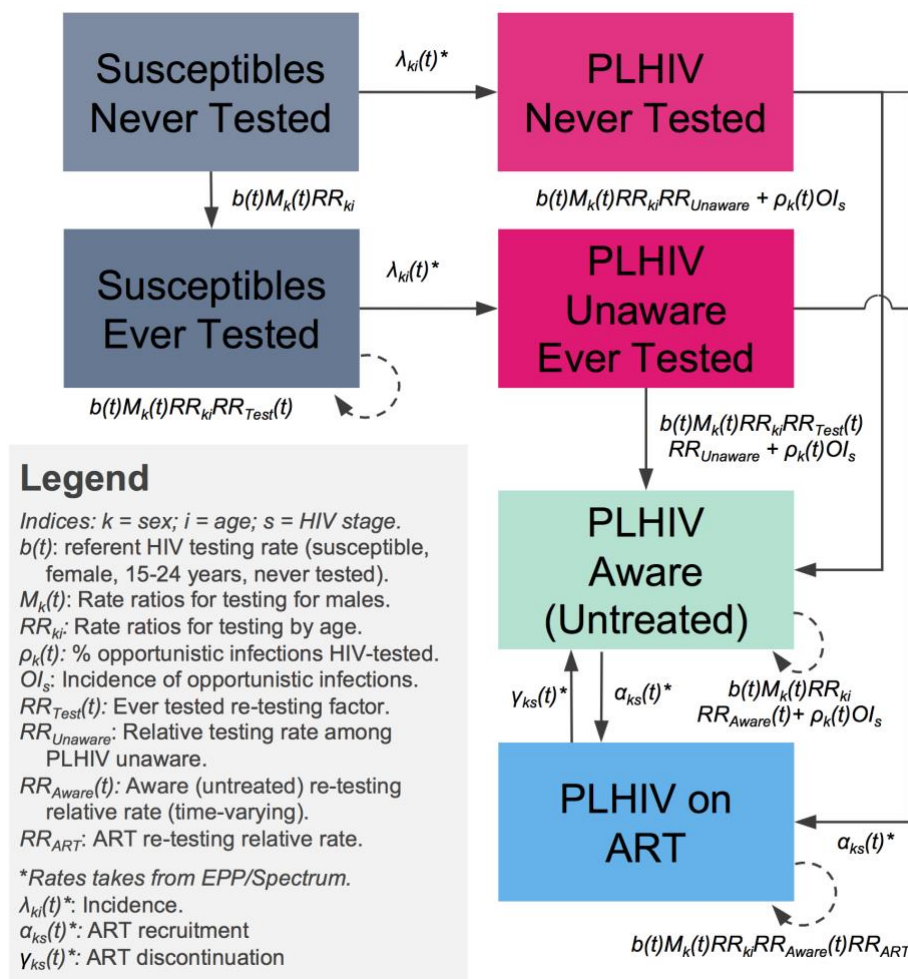 Susceptibles
Never Tested
λki(t)*
PLHIV
Never Tested
b(t)Mk(t)RRki
b(t)Mk(t)RRkiRRUnaware + ρk(t)OIs
Susceptibles
Ever Tested
λki(t)*
PLHIV
Unaware
Ever Tested
b(t)Mk(t)RRkiRRTest(t)
b(t)Mk(t)RRkiRRTest(t)
RRUnaware + ρk(t)OIs
PLHIV
Aware
(Untreated)
γks(t)*
αks(t)*
b(t)Mk(t)RRki
RRAware(t)+ ρk(t)OIs
PLHIV on
ART
αks(t)*
b(t)Mk(t)RRkiRRAware(t)RRART
Legend
Indices: k = sex; i = age; s = HIV stage.
b(t): referent HIV testing rate (susceptible,
female, 15-24 years, never tested).
Mk(t): Rate ratios for testing for males.
RRki: Rate ratios for testing by age.
ρk(t): % opportunistic infections HIV-tested.
OIs: Incidence of opportunistic infections.
RRTest(t): Ever tested re-testing factor.
RRUnaware: Relative testing rate among
PLHIV unaware.
RRAware(t): Aware (untreated) re-testing
relative rate (time-varying).
RRART: ART re-testing relative rate.
*Rates takes from EPP/Spectrum.
λki(t)*: Incidence.
αks(t)*: ART recruitment
γks(t)*: ART discontinuation